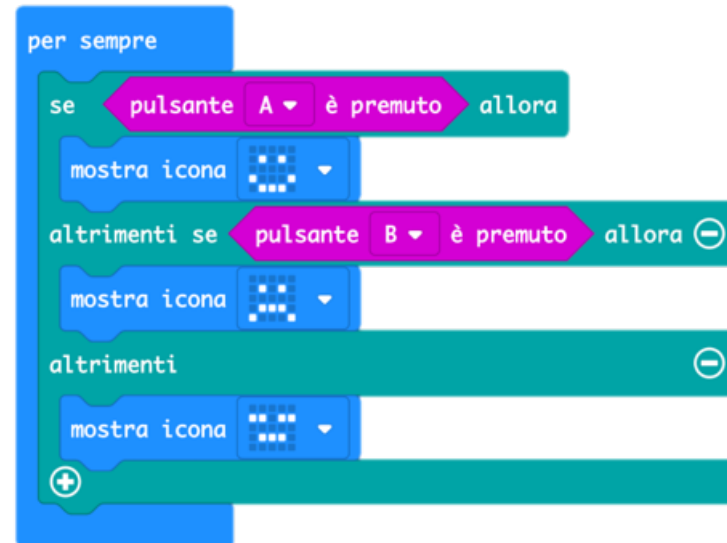 per sempre
se pulsante A è premuto allora
mostra icona
altrimenti se pulsante B è premuto allora
mostra icona
altrimenti
mostra icona